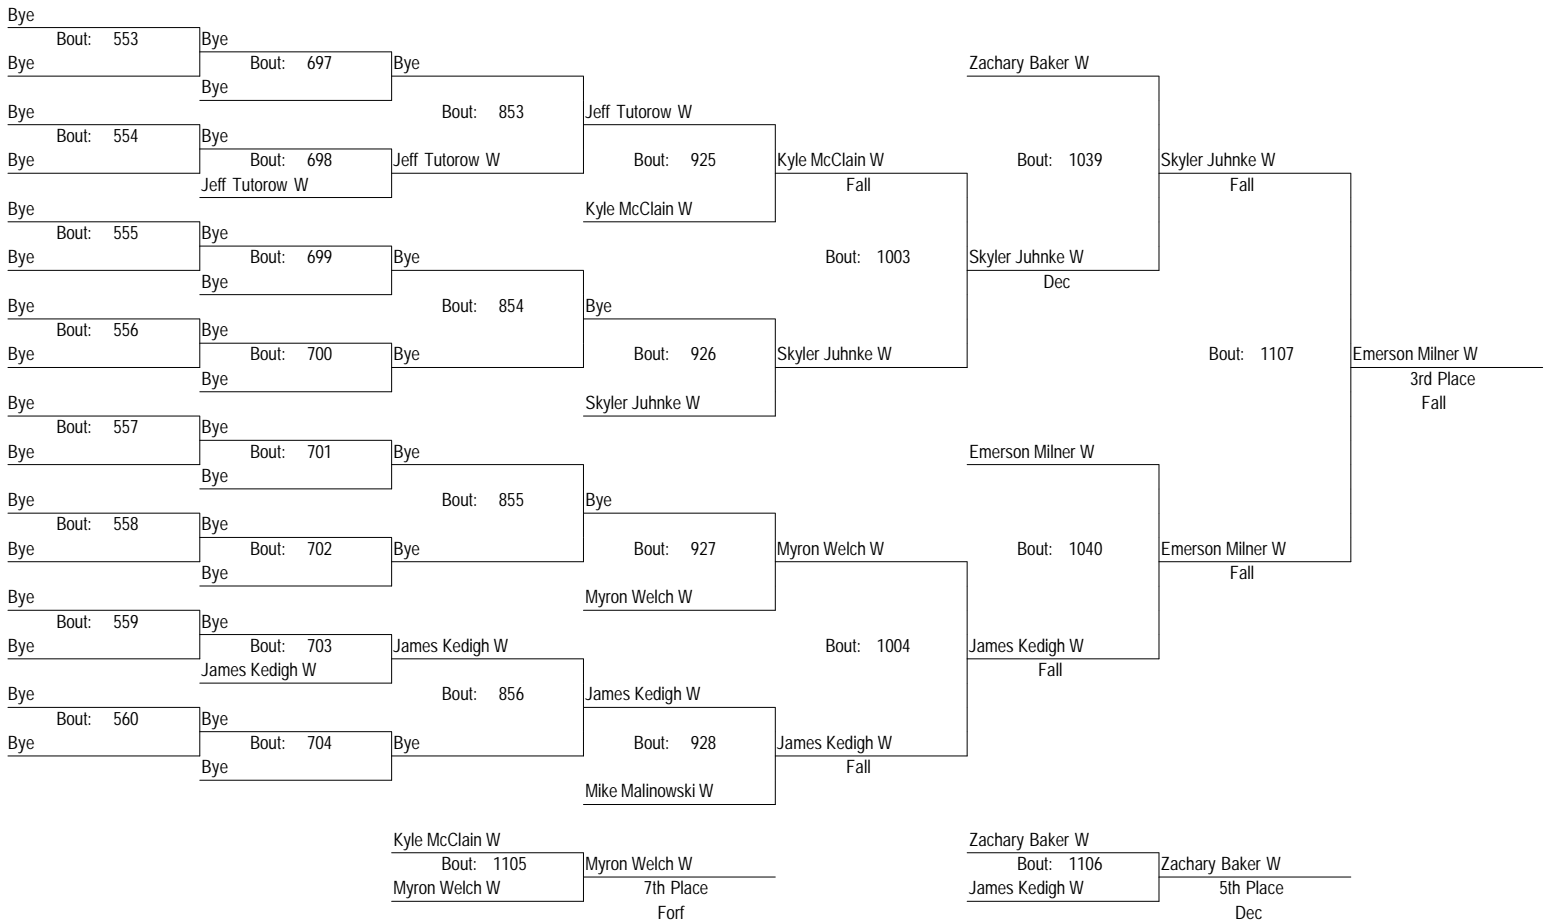 Bye
Bout: 553 Bye
Bye Bout: 697 Bye Zachary Baker W
Bye
Bye Bout: 853 Jeff Tutorow W
Bout: 554 Bye
Bye Bout: 698 Jeff Tutorow W Bout: 925 Kyle McClain W Bout: 1039 Skyler Juhnke W
Jeff Tutorow W Fall Fall
Bye Kyle McClain W
Bout: 555 Bye
Bye Bout: 699 Bye Bout: 1003 Skyler Juhnke W
Bye Dec
Bye Bout: 854 Bye
Bout: 556 Bye
Bye Bout: 700 Bye Bout: 926 Skyler Juhnke W Bout: 1107 Emerson Milner W
Bye 3rd Place
Bye Skyler Juhnke W Fall
Bout: 557 Bye
Bye Bout: 701 Bye Emerson Milner W
Bye
Bye Bout: 855 Bye
Bout: 558 Bye
Bye Bout: 702 Bye Bout: 927 Myron Welch W Bout: 1040 Emerson Milner W
Bye Fall
Bye Myron Welch W
Bout: 559 Bye
Bye Bout: 703 James Kedigh W Bout: 1004 James Kedigh W
James Kedigh W Fall
Bye Bout: 856 James Kedigh W
Bout: 560 Bye
Bye Bout: 704 Bye Bout: 928 James Kedigh W
Bye Fall
Mike Malinowski W
Kyle McClain W Zachary Baker W
Bout: 1105 Myron Welch W Bout: 1106 Zachary Baker W
Myron Welch W 7th Place James Kedigh W 5th Place
Forf Dec